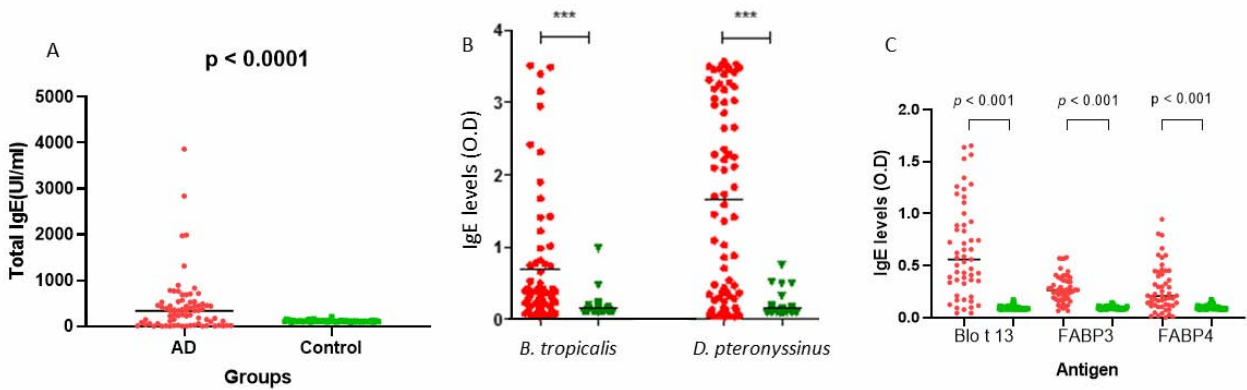 A
p < 0.0001
Total IgE(UI/ml)
5000
4000
3000
2000
1000
0
AD
Control
Groups
B
***
***
IgE levels (O.D)
4
3
2
1
0
B. tropicalis
D. pteronyssinus
C
p < 0.001
p < 0.001
p < 0.001
IgE levels (O.D)
2.0
1.5
1.0
0.5
0.0
Blo t 13
FABP3
FABP4
Antigen